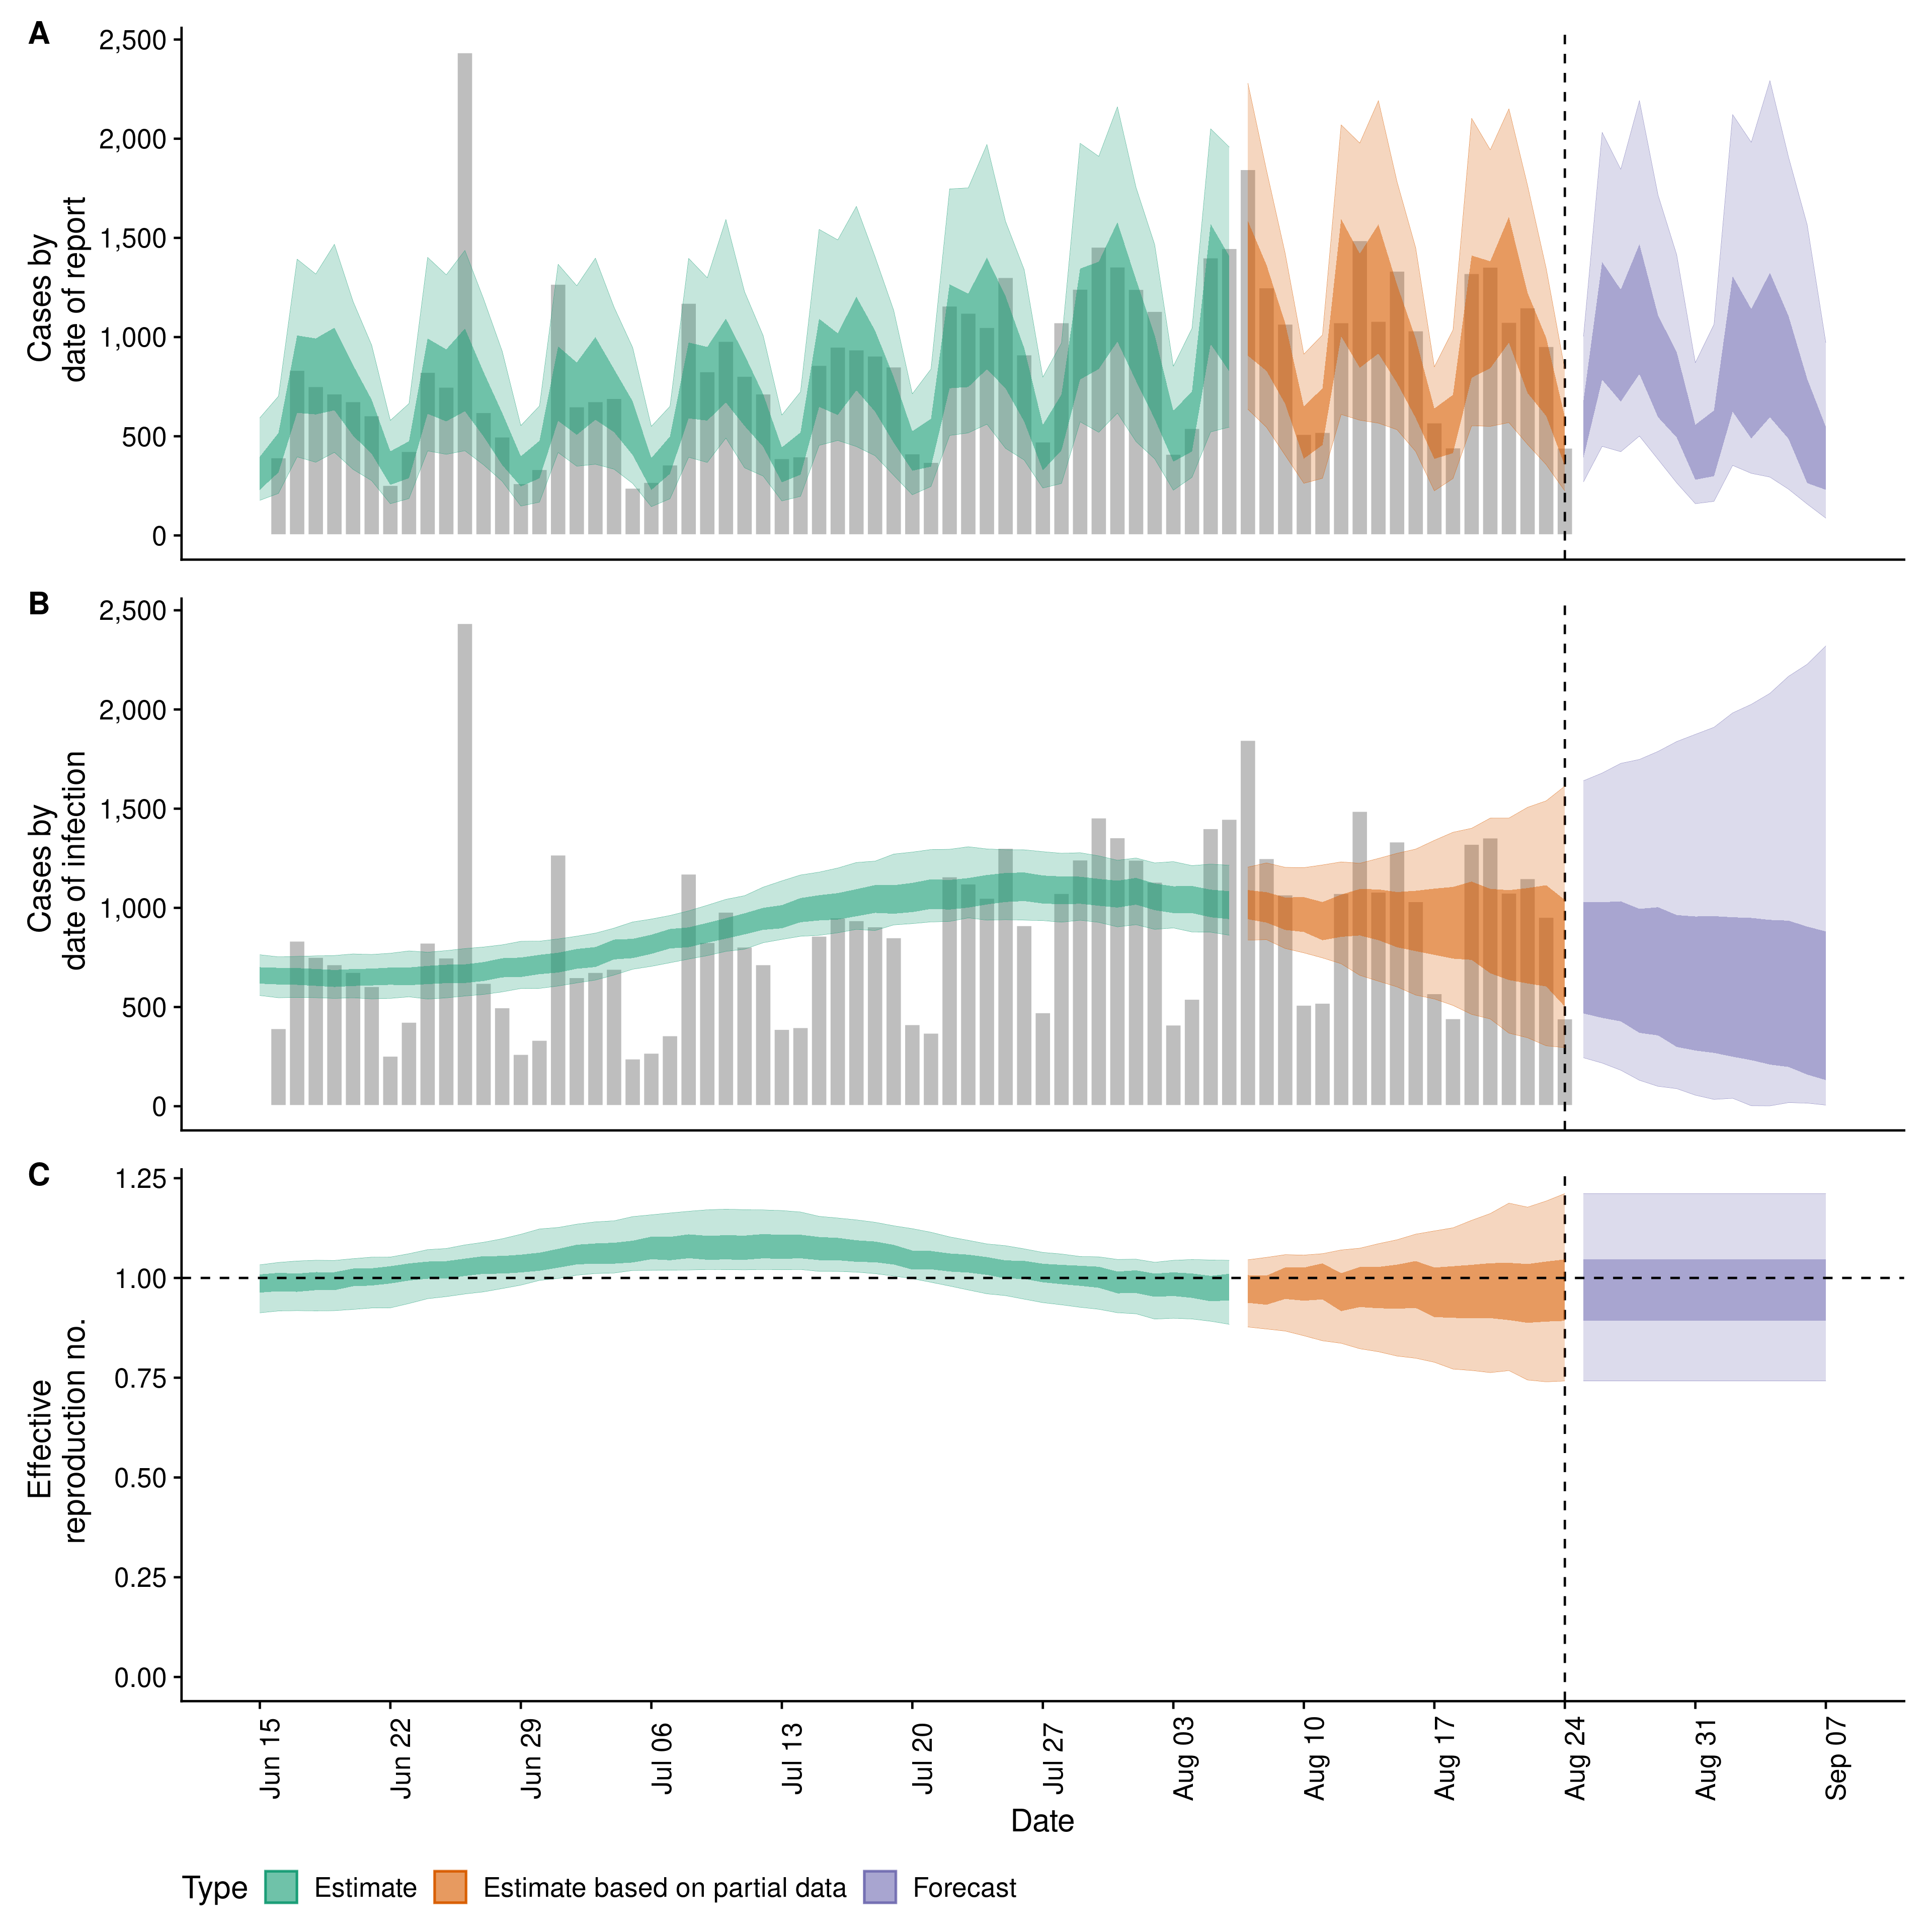 A
2,500
2,000
1,500
1,000
500
0
Cases by
date of report
B
2,500
2,000
1,500
1,000
500
0
Cases by
date of infection
C
1.25
1.00
0.75
0.50
0.25
0.00
Effective
reproduction no.
Jun 15
Jun 22
Jun 29
Jul 06
Jul 13
Jul 20
Jul 27
Aug 03
Aug 10
Aug 17
Aug 24
Aug 31
Sep 07
Date
Type Estimate Estimate based on partial data Forecast